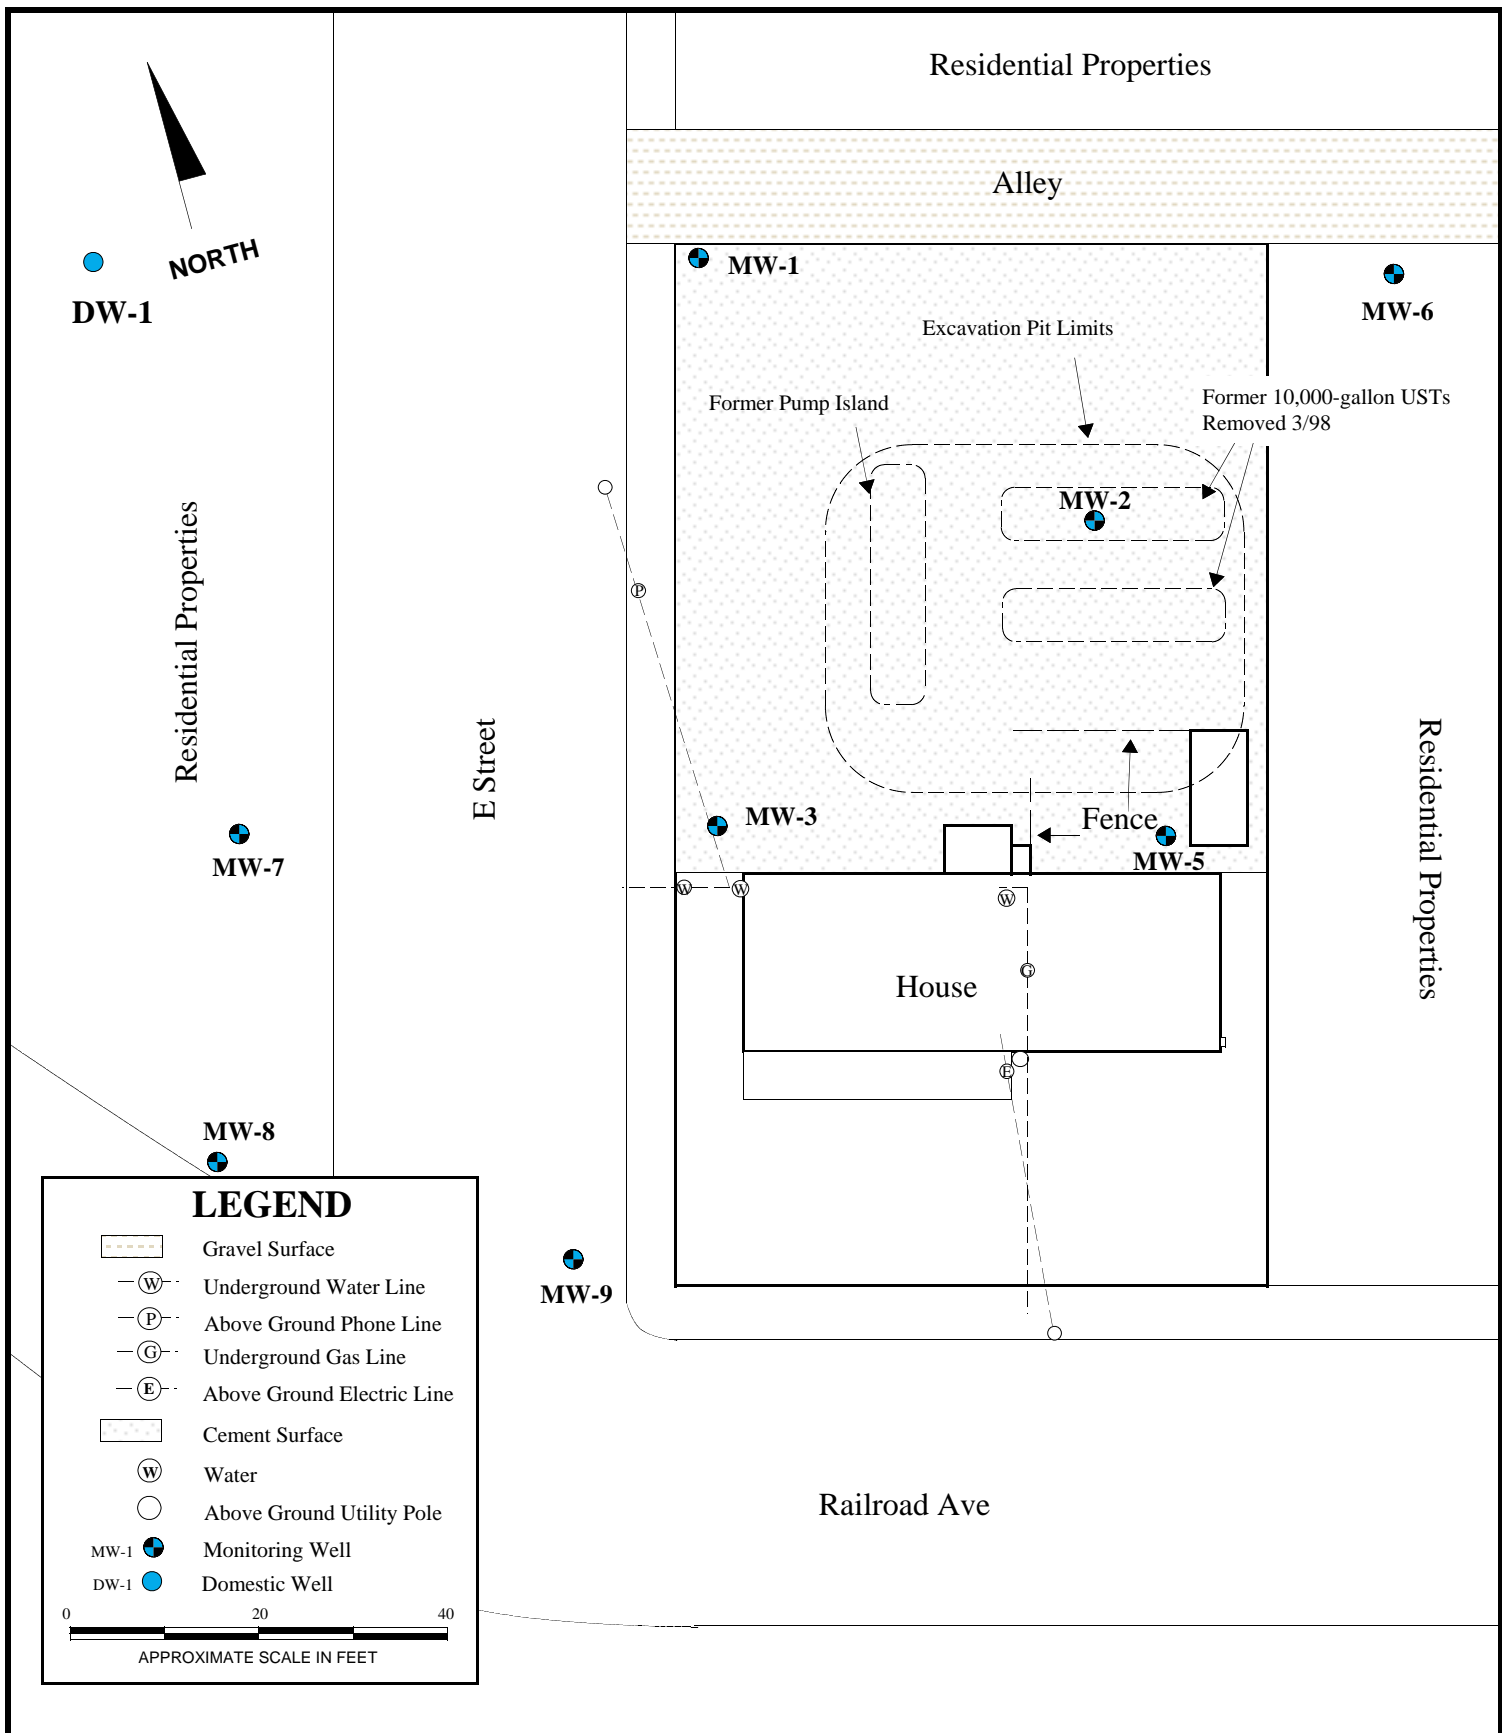 Residential Properties
Alley
NORTH
DW-1
MW-1
MW-6
Excavation Pit Limits
Former Pump Island
Former 10,000-gallon USTs
Removed 3/98
MW-2
Residential Properties
P
E Street
Residential Properties
MW-3
Fence
MW-5
MW-7
W
W
W
G
House
E
MW-8
MW-9
LEGEND
Gravel Surface
W Underground Water Line
P Above Ground Phone Line
G Underground Gas Line
E Above Ground Electric Line
Cement Surface
W Water
Above Ground Utility Pole
MW-1 Monitoring Well
DW-1 Domestic Well
0 20 40
APPROXIMATE SCALE IN FEET
Railroad Ave